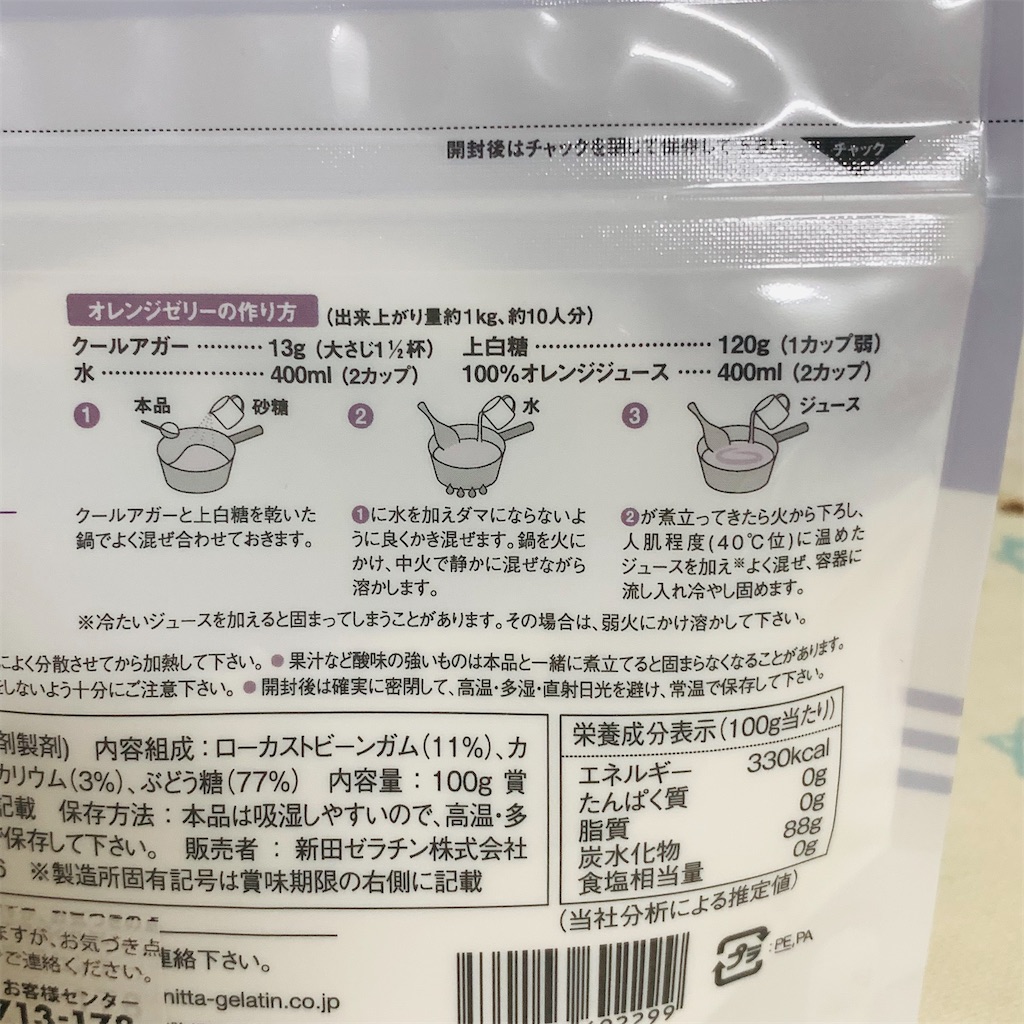 開封後はチャックを閉じて保存して下さい
チャック
オレンジゼリーの作り方 (出来上がり量約1kg、約10人分)
クールアガー ………… 13g (大さじ1½杯) 上白糖 ………………… 120g (1カップ弱)
水 ………………… 400ml (2カップ) 100%オレンジジュース …… 400ml (2カップ)
1 本品 砂糖 2 水 3 ジュース
クールアガーと上白糖を乾いた
鍋でよく混ぜ合わせておきます。
1に水を加えダマにならないよ
うに良くかき混ぜます。鍋を火に
かけ、中火で静かに混ぜながら
溶かします。
2が煮立ってきたら火から下ろし、
人肌程度(40℃位)に温めた
ジュースを加え※よく混ぜ、容器に
流し入れ冷やし固めます。
※冷たいジュースを加えると固まってしまうことがあります。その場合は、弱火にかけ溶かして下さい。
によく分散させてから加熱して下さい。 ●果汁など酸味の強いものは本品と一緒に煮立てると固まらなくなることがあります。
をしないよう十分にご注意下さい。 ●開封後は確実に密閉して、高温・多湿・直射日光を避け、常温で保存して下さい。
剤製剤) 内容組成:ローカストビーンガム(11%)、カ
カリウム(3%)、ぶどう糖(77%) 内容量:100g 賞
記載 保存方法:本品は吸湿しやすいので、高温・多
で保存して下さい。 販売者:新田ゼラチン株式会社
6 ※製造所固有記号は賞味期限の右側に記載
栄養成分表示(100g当たり)
エネルギー 330kcal
たんぱく質 0g
脂質 0g
炭水化物 88g
食塩相当量 0g
(当社分析による推定値)
ますが、お気づき点
ご連絡ください。
連絡下さい。
お客様センター
nitta-gelatin.co.jp
プラ :PE,PA